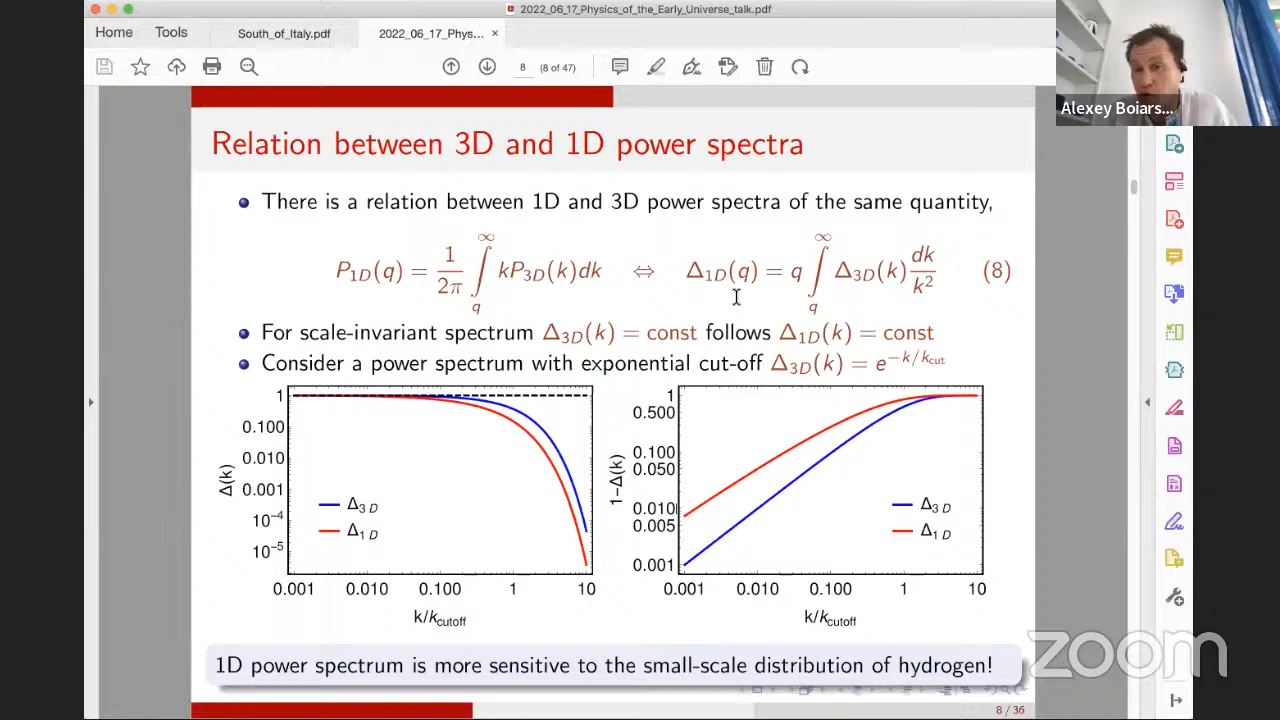 2022_06_17_Physics_of_the_Early_Universe_talk.pdf
Home Tools South_of_Italy.pdf 2022_06_17_Phys... ×
8 (8 of 47)
Alexey Boiars...
Relation between 3D and 1D power spectra
There is a relation between 1D and 3D power spectra of the same quantity,
P1D(q) = 1/2π ∫q∞ kP3D(k)dk ⇔ Δ1D(q) = q ∫q∞ Δ3D(k) dk/k² (8)
For scale-invariant spectrum Δ3D(k) = const follows Δ1D(k) = const
Consider a power spectrum with exponential cut-off Δ3D(k) = e^−k/kcut
Δ(k)
1
0.100
0.010
0.001
10^-4
10^-5
Δ3D
Δ1D
0.001 0.010 0.100 1 10
k/kcutoff
1-Δ(k)
1
0.500
0.100
0.050
0.010
0.005
0.001
Δ3D
Δ1D
0.001 0.010 0.100 1 10
k/kcutoff
1D power spectrum is more sensitive to the small-scale distribution of hydrogen!
8 / 36
zoom